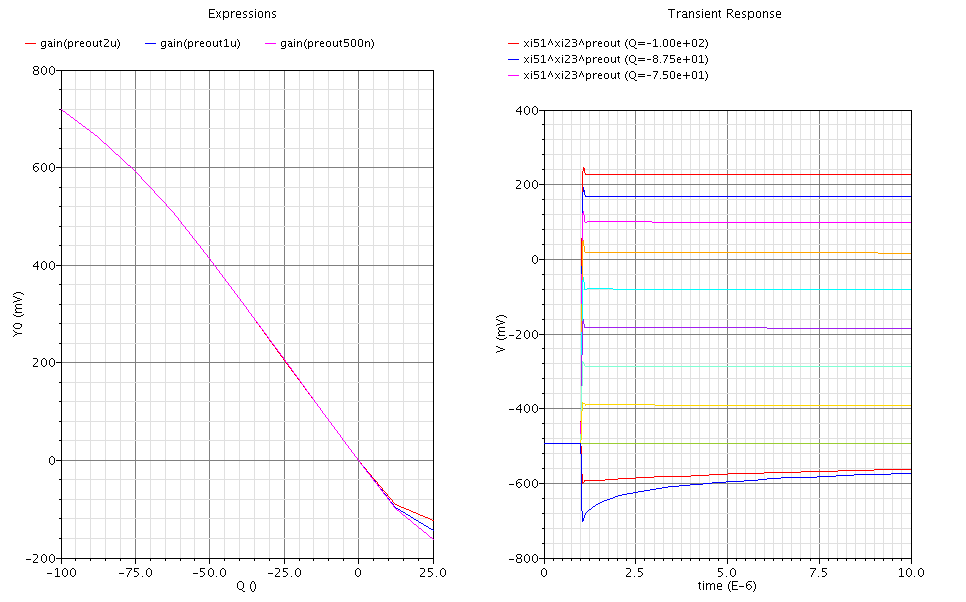 Expressions
gain(preout2u) gain(preout1u) gain(preout500n)
800
600
400
200
0
-200
Y0 (mV)
-100 -75.0 -50.0 -25.0 0 25.0
Q ()
Transient Response
xi51^xi23^preout (Q=-1.00e+02)
xi51^xi23^preout (Q=-8.75e+01)
xi51^xi23^preout (Q=-7.50e+01)
400
200
0
-200
-400
-600
-800
V (mV)
0 2.5 5.0 7.5 10.0
time (E-6)